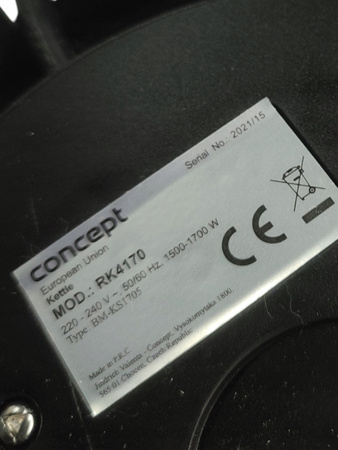 concept
Serial No.: 2021/15
European Union
Kettle
MOD.: RK4170
220 - 240 V ~ 50/60 Hz, 1500-1700 W
Type BM-KS1705
CE
Made in P.R.C
Jindřich Valenta - Concept, Vysokomýtská 1800,
565 01 Choceň, Czech Republic